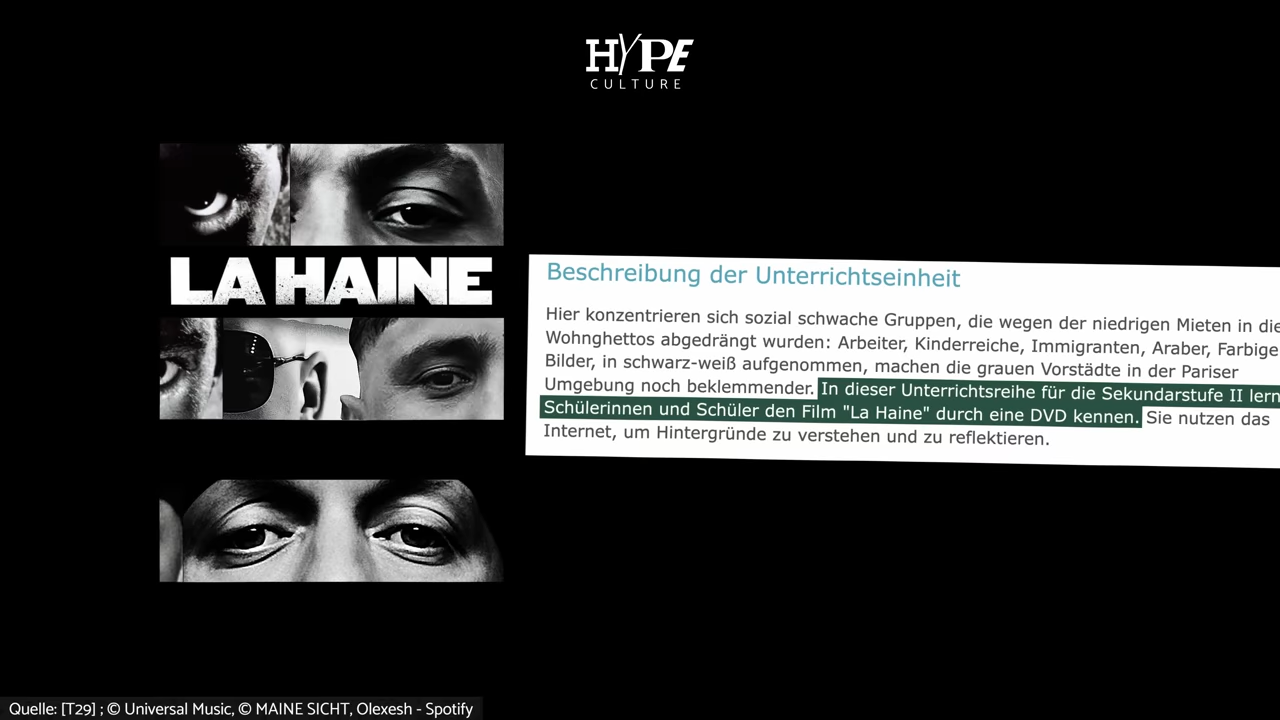 HYPE
CULTURE
LA HAINE
Beschreibung der Unterrichtseinheit
Hier konzentrieren sich sozial schwache Gruppen, die wegen der niedrigen Mieten in die
Wohnghettos abgedrängt wurden: Arbeiter, Kinderreiche, Immigranten, Araber, Farbige
Bilder, in schwarz-weiß aufgenommen, machen die grauen Vorstädte in der Pariser
Umgebung noch beklemmender. In dieser Unterrichtsreihe für die Sekundarstufe II lern
Schülerinnen und Schüler den Film "La Haine" durch eine DVD kennen. Sie nutzen das
Internet, um Hintergründe zu verstehen und zu reflektieren.
Quelle: [T29] ; © Universal Music, © MAINE SICHT, Olexesh - Spotify